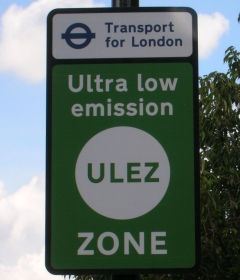 Transport
for London
Ultra low
emission
ULEZ
ZONE